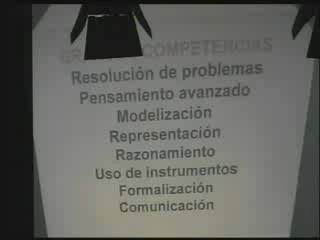 COMPETENCIAS
Resolución de problemas
Pensamiento avanzado
Modelización
Representación
Razonamiento
Uso de instrumentos
Formalización
Comunicación